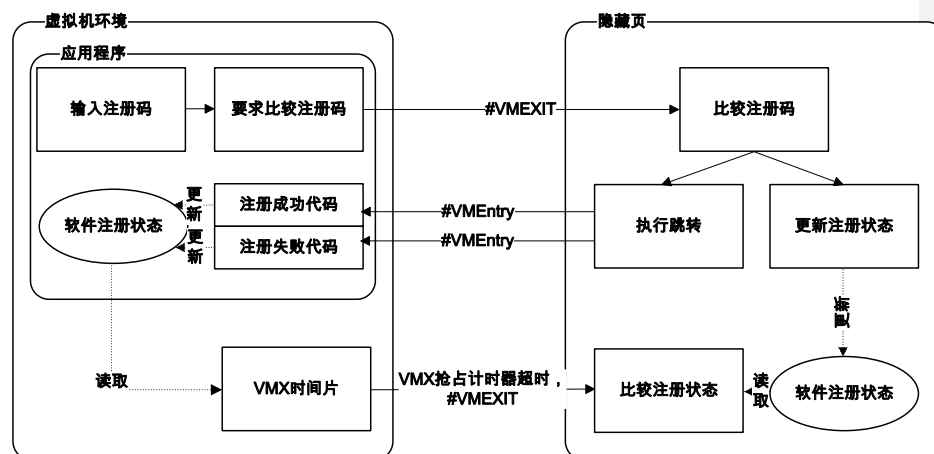 虚拟机环境
隐藏页
应用程序
输入注册码
要求比较注册码
#VMEXIT
比较注册码
更新
注册成功代码
#VMEntry
执行跳转
更新注册状态
软件注册状态
更新
注册失败代码
#VMEntry
更新
读取
VMX时间片
VMX抢占计时器超时，
#VMEXIT
比较注册状态
读取
软件注册状态